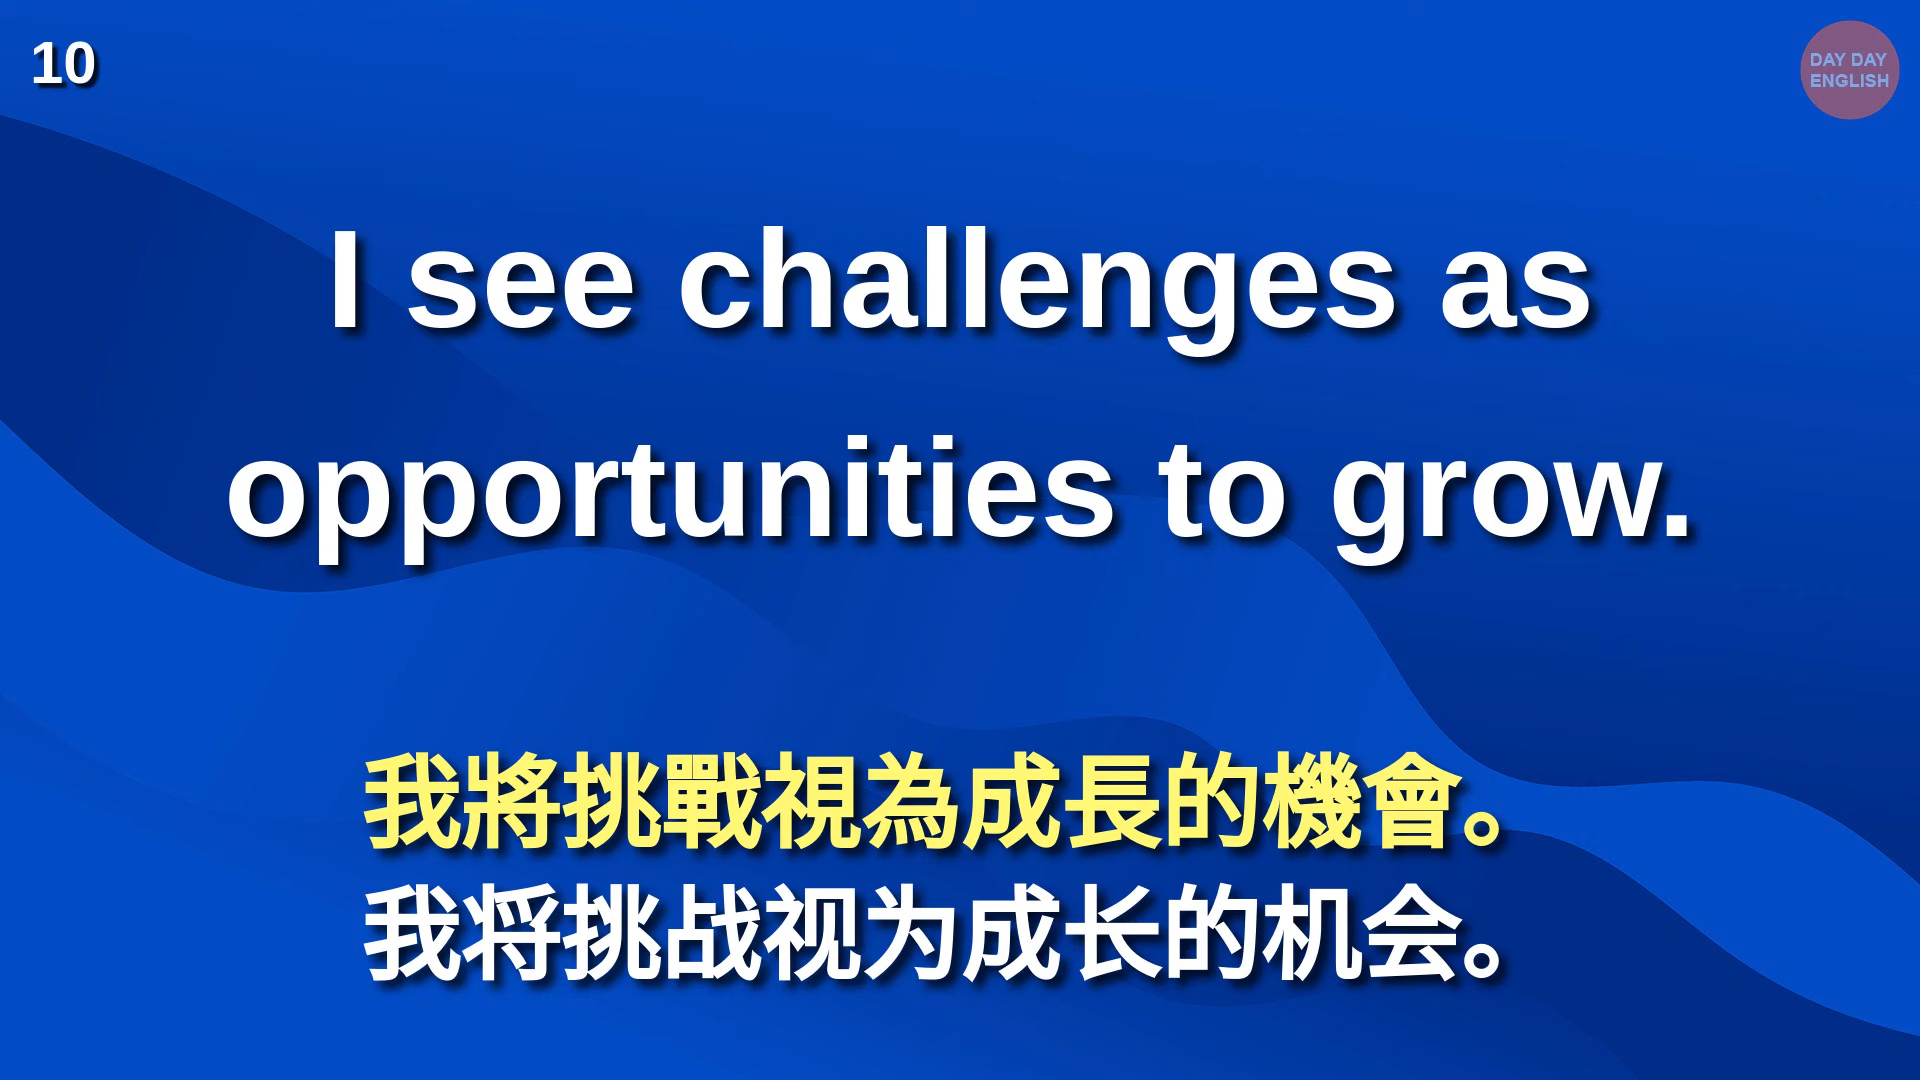 10
DAY DAY
ENGLISH
I see challenges as
opportunities to grow.
我將挑戰視為成長的機會。
我将挑战视为成长的机会。